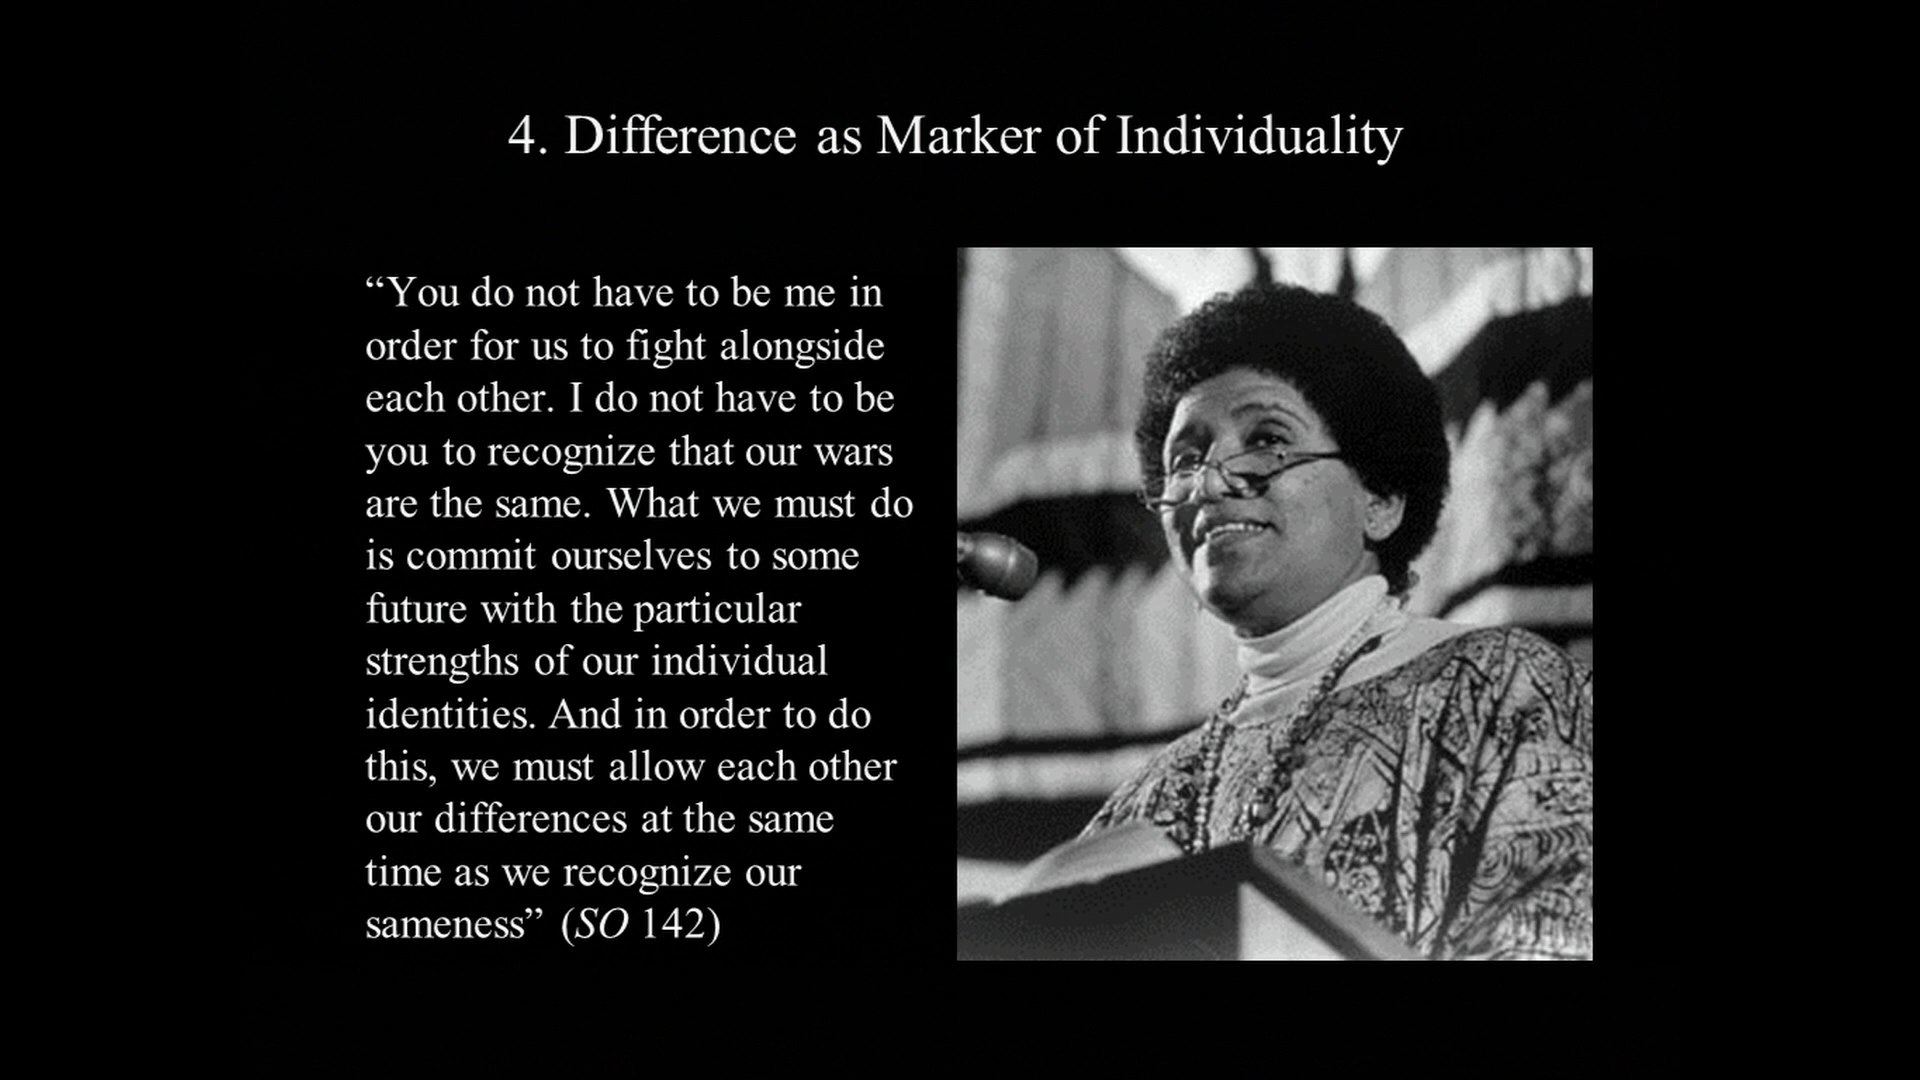 4. Difference as Marker of Individuality
“You do not have to be me in
order for us to fight alongside
each other. I do not have to be
you to recognize that our wars
are the same. What we must do
is commit ourselves to some
future with the particular
strengths of our individual
identities. And in order to do
this, we must allow each other
our differences at the same
time as we recognize our
sameness” (SO 142)